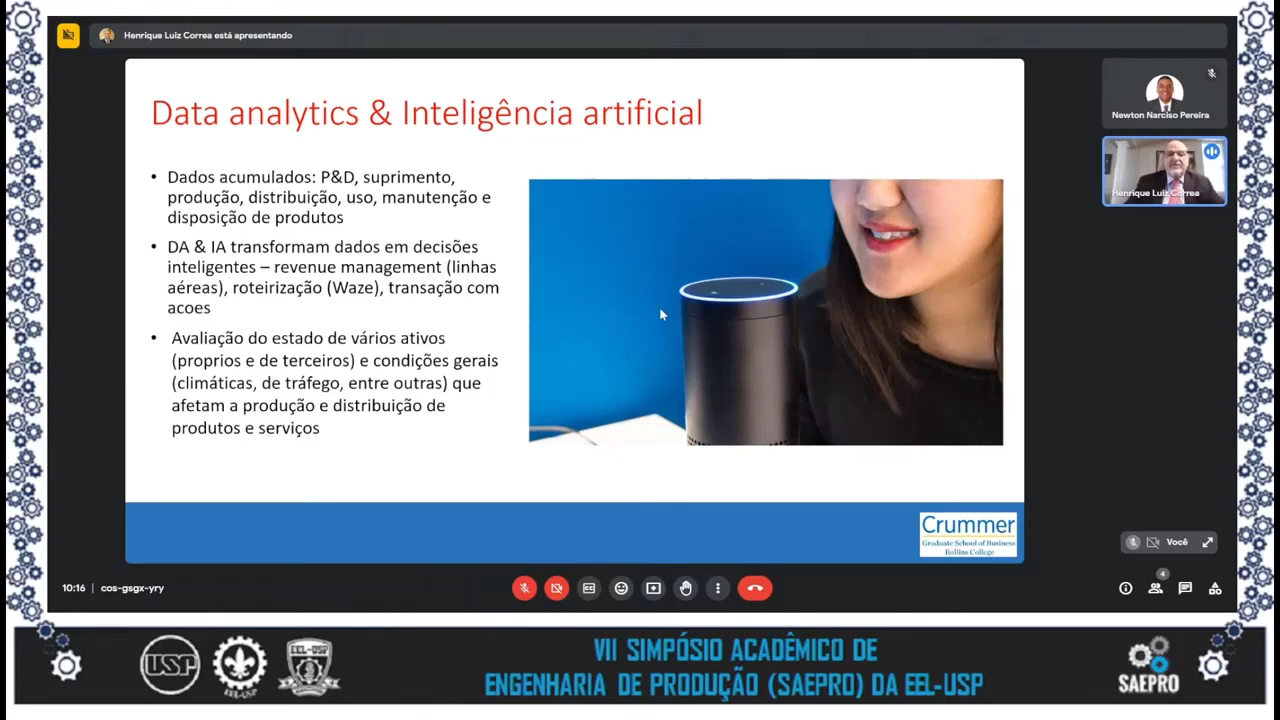 Henrique Luiz Correa está apresentando
Data analytics & Inteligência artificial
• Dados acumulados: P&D, suprimento,
produção, distribuição, uso, manutenção e
disposição de produtos
• DA & IA transformam dados em decisões
inteligentes – revenue management (linhas
aéreas), roteirização (Waze), transação com
acoes
• Avaliação do estado de vários ativos
(proprios e de terceiros) e condições gerais
(climáticas, de tráfego, entre outras) que
afetam a produção e distribuição de
produtos e serviços
Crummer
Graduate School of Business
Rollins College
Newton Narciso Pereira
Henrique Luiz Correa
Você
10:16 | cos-gsgx-yry
4
USP
EEL-USP
EEL-USP
VII SIMPÓSIO ACADÊMICO DE
ENGENHARIA DE PRODUÇÃO (SAEPRO) DA EEL-USP
SAEPRO